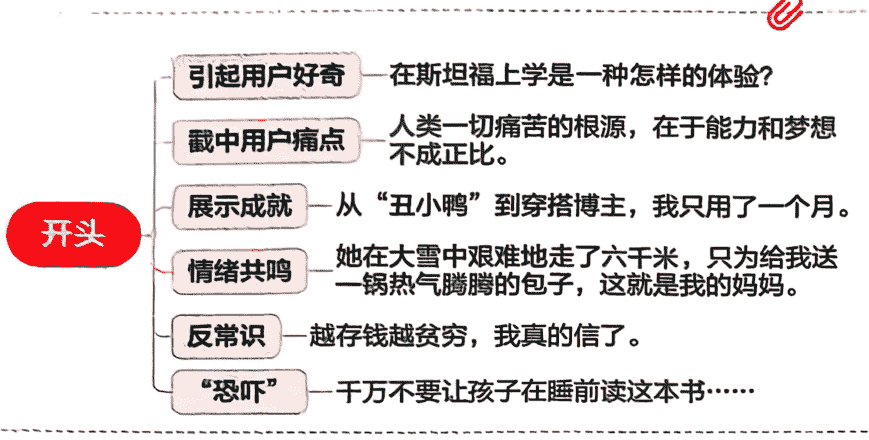 开头
引起用户好奇
在斯坦福上学是一种怎样的体验？
戳中用户痛点
人类一切痛苦的根源，在于能力和梦想
不成正比。
展示成就
从“丑小鸭”到穿搭博主，我只用了一个月。
情绪共鸣
她在大雪中艰难地走了六千米，只为给我送
一锅热气腾腾的包子，这就是我的妈妈。
反常识
越存钱越贫穷，我真的信了。
“恐吓”
千万不要让孩子在睡前读这本书……